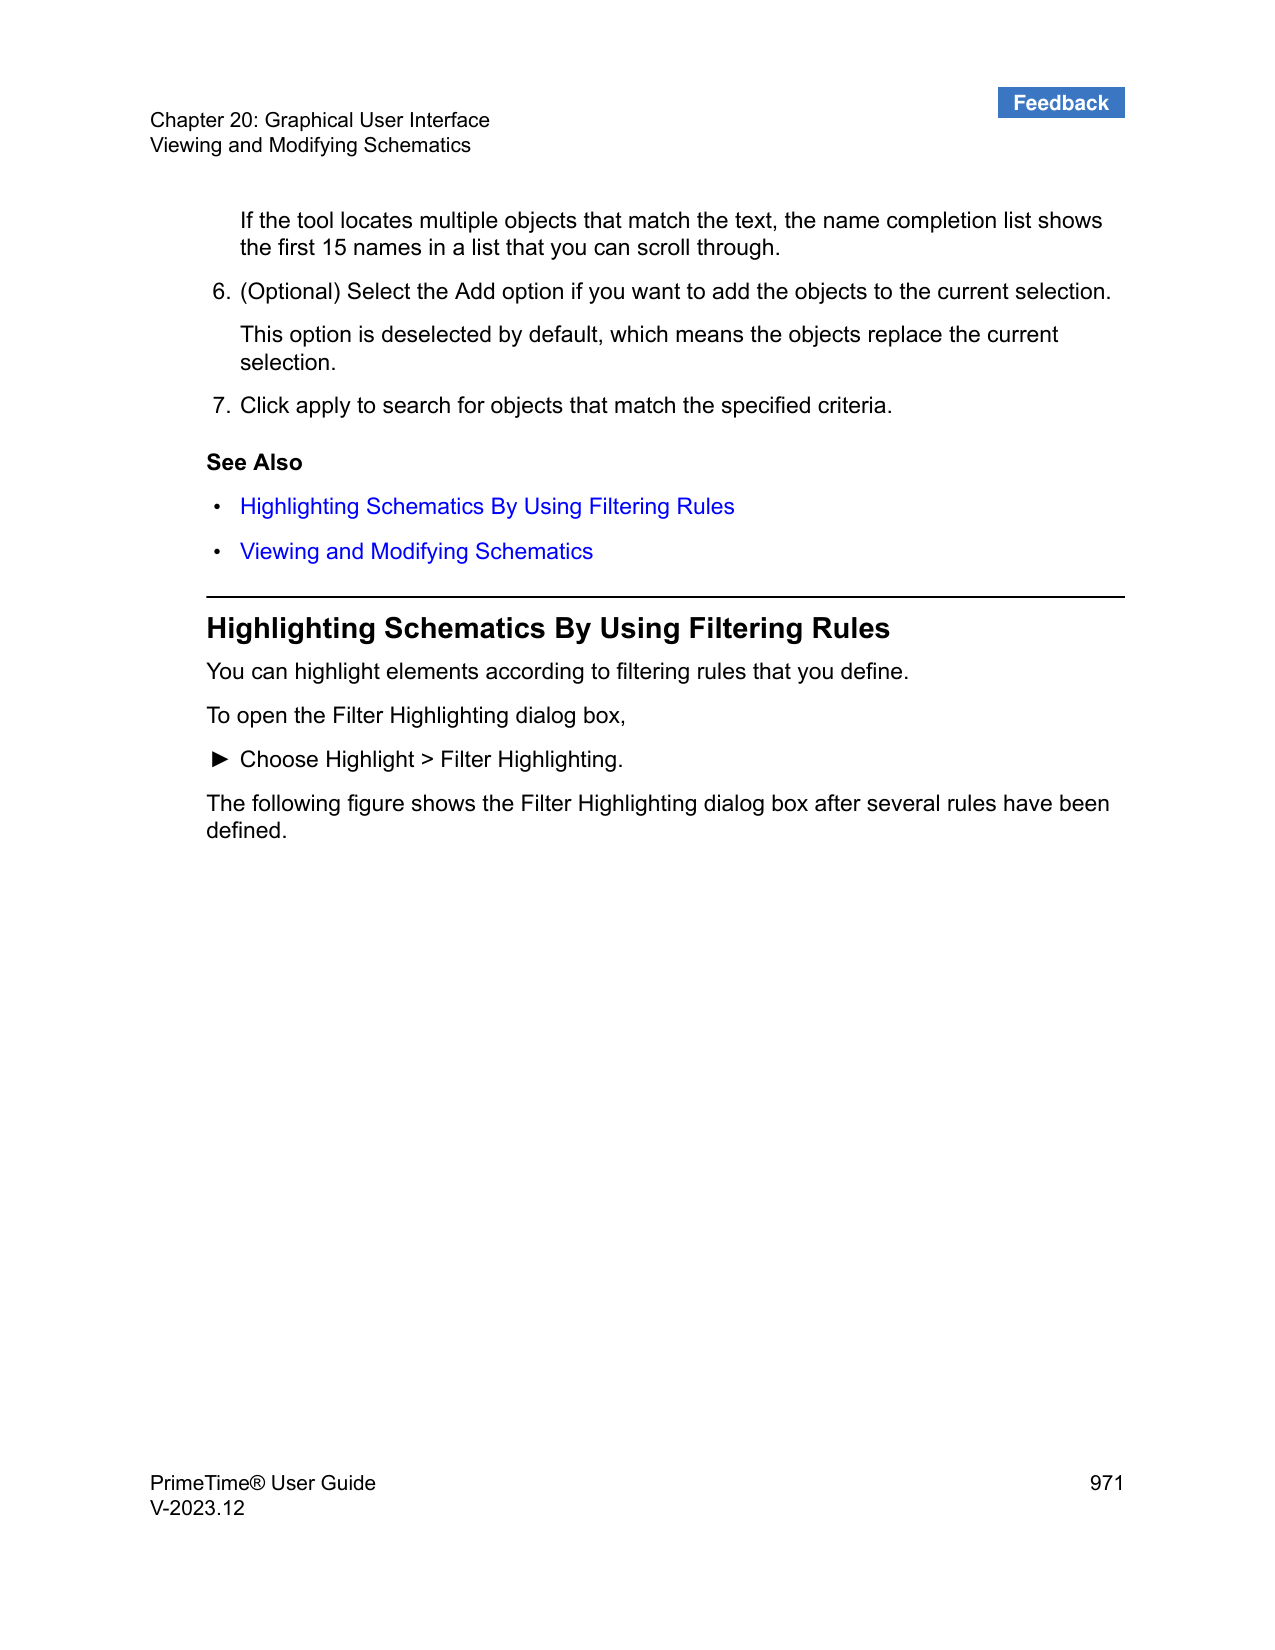 Feedback
Chapter 20: Graphical User Interface
Viewing and Modifying Schematics
If the tool locates multiple objects that match the text, the name completion list shows
the first 15 names in a list that you can scroll through.
6. (Optional) Select the Add option if you want to add the objects to the current selection.
This option is deselected by default, which means the objects replace the current
selection.
7. Click apply to search for objects that match the specified criteria.
See Also
• Highlighting Schematics By Using Filtering Rules
• Viewing and Modifying Schematics
Highlighting Schematics By Using Filtering Rules
You can highlight elements according to filtering rules that you define.
To open the Filter Highlighting dialog box,
► Choose Highlight > Filter Highlighting.
The following figure shows the Filter Highlighting dialog box after several rules have been
defined.
PrimeTime® User Guide 971
V-2023.12